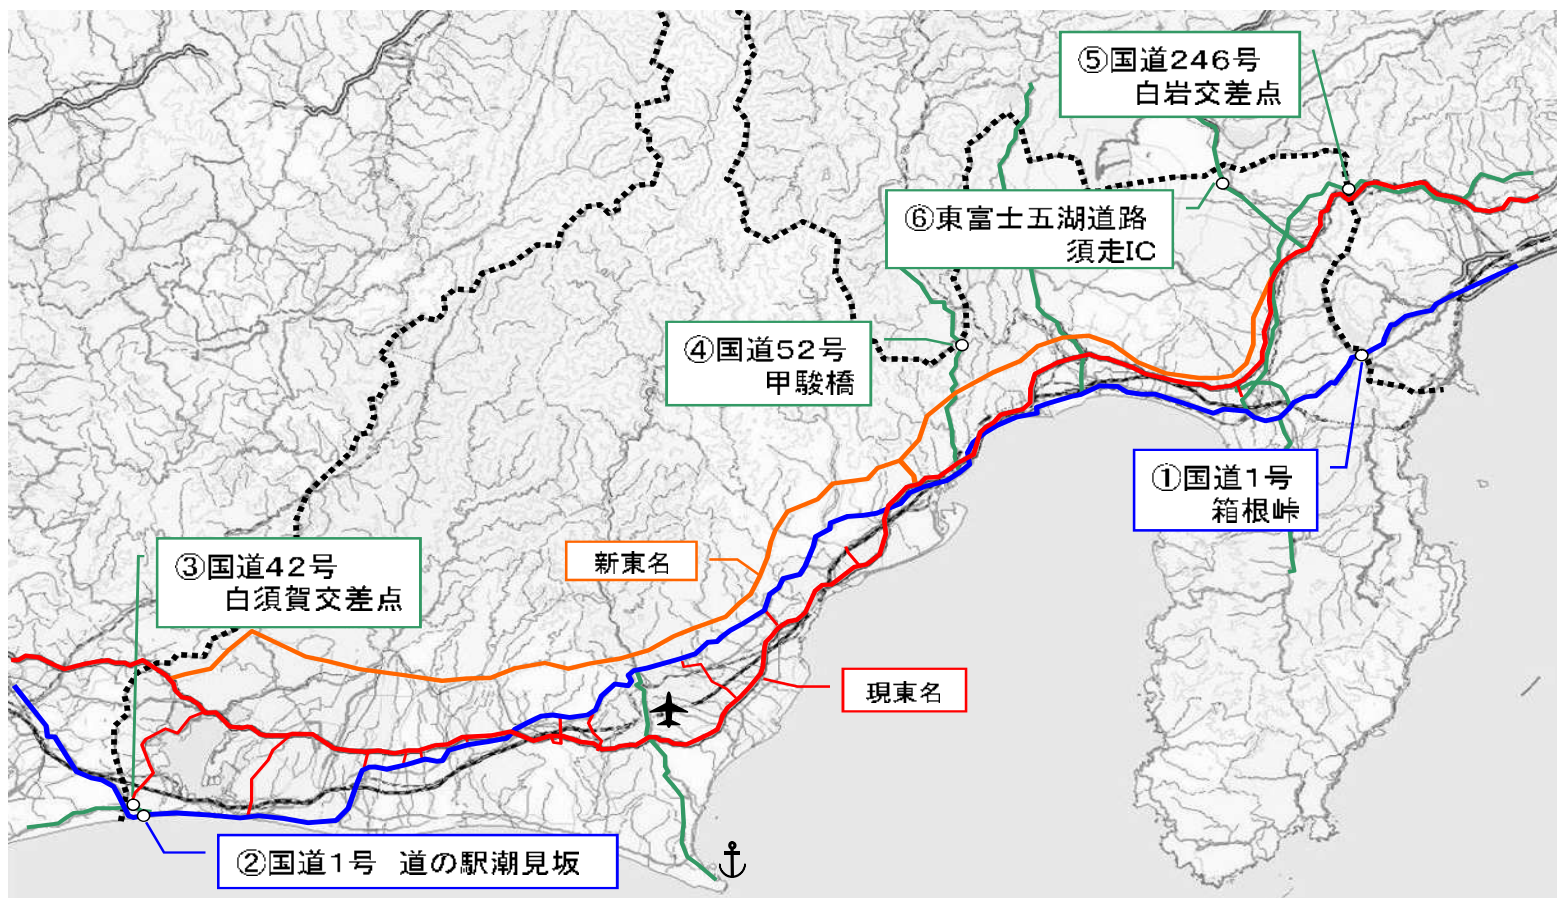 ⑤国道246号
白岩交差点
⑥東富士五湖道路
須走IC
④国道52号
甲駿橋
①国道1号
箱根峠
③国道42号
白須賀交差点
新東名
現東名
②国道1号 道の駅潮見坂